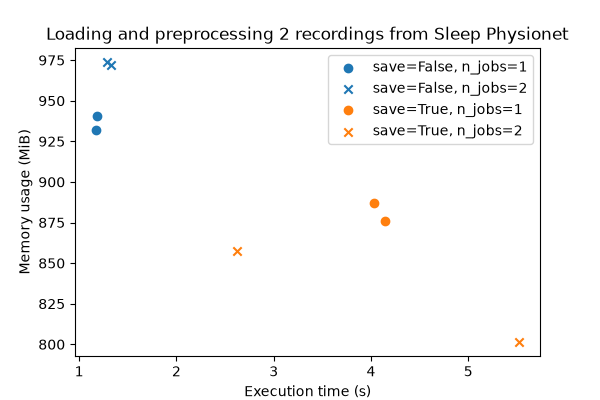 Loading and preprocessing 2 recordings from Sleep Physionet
save=False, n_jobs=1
save=False, n_jobs=2
save=True, n_jobs=1
save=True, n_jobs=2
Memory usage (MiB)
975
950
925
900
875
850
825
800
1 2 3 4 5
Execution time (s)